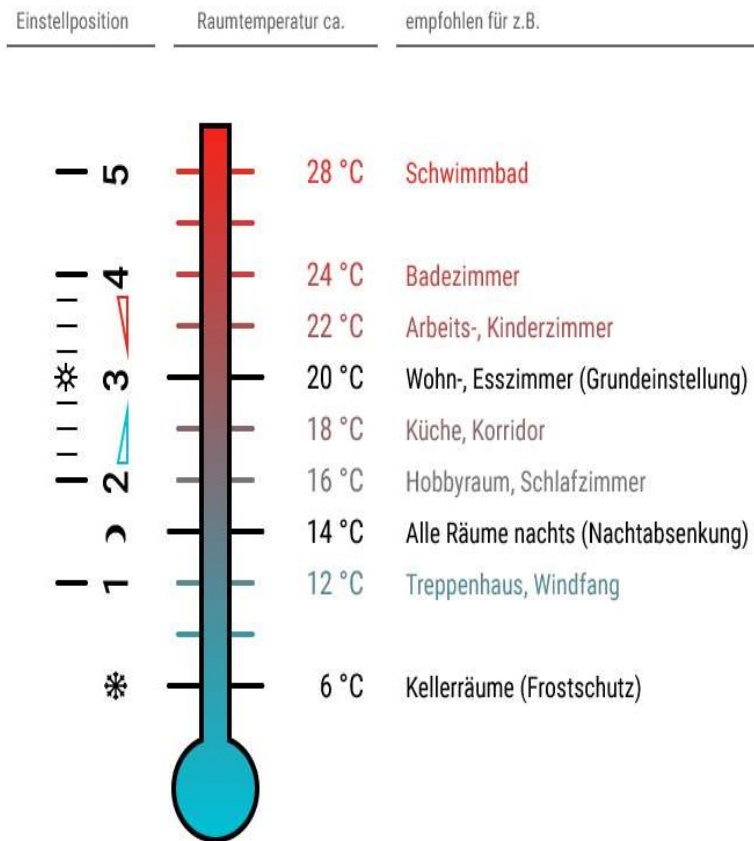 Einstellposition Raumtemperatur ca. empfohlen für z.B.
5 28 °C Schwimmbad
4 24 °C Badezimmer
22 °C Arbeits-, Kinderzimmer
3 20 °C Wohn-, Esszimmer (Grundeinstellung)
18 °C Küche, Korridor
2 16 °C Hobbyraum, Schlafzimmer
14 °C Alle Räume nachts (Nachtabsenkung)
1 12 °C Treppenhaus, Windfang
6 °C Kellerräume (Frostschutz)